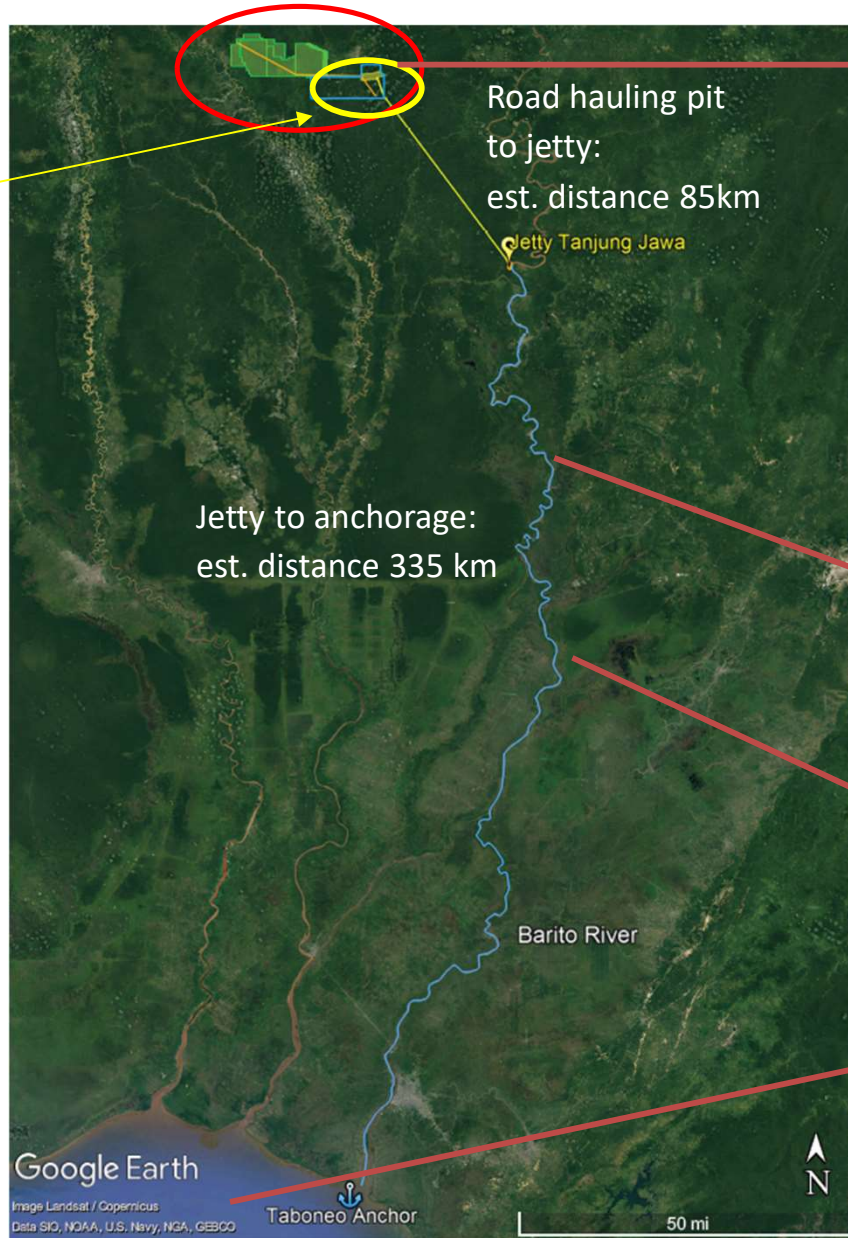 Road hauling pit
to jetty:
est. distance 85km
Jetty Tanjung Jawa
Jetty to anchorage:
est. distance 335 km
Barito River
Google Earth
Image Landsat / Copernicus
Data SIO, NOAA, U.S. Navy, NGA, GEBCO
Taboneo Anchor
50 mi
N